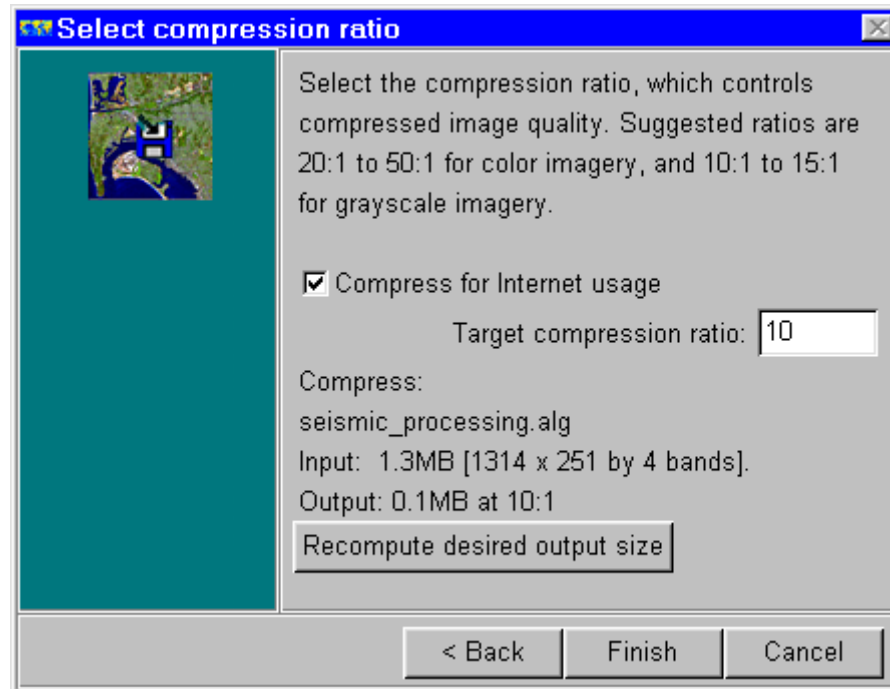 Select compression ratio
Select the compression ratio, which controls
compressed image quality. Suggested ratios are
20:1 to 50:1 for color imagery, and 10:1 to 15:1
for grayscale imagery.
Compress for Internet usage
Target compression ratio: 10
Compress:
seismic_processing.alg
Input:  1.3MB [1314 x 251 by 4 bands].
Output: 0.1MB at 10:1
Recompute desired output size
< Back Finish Cancel